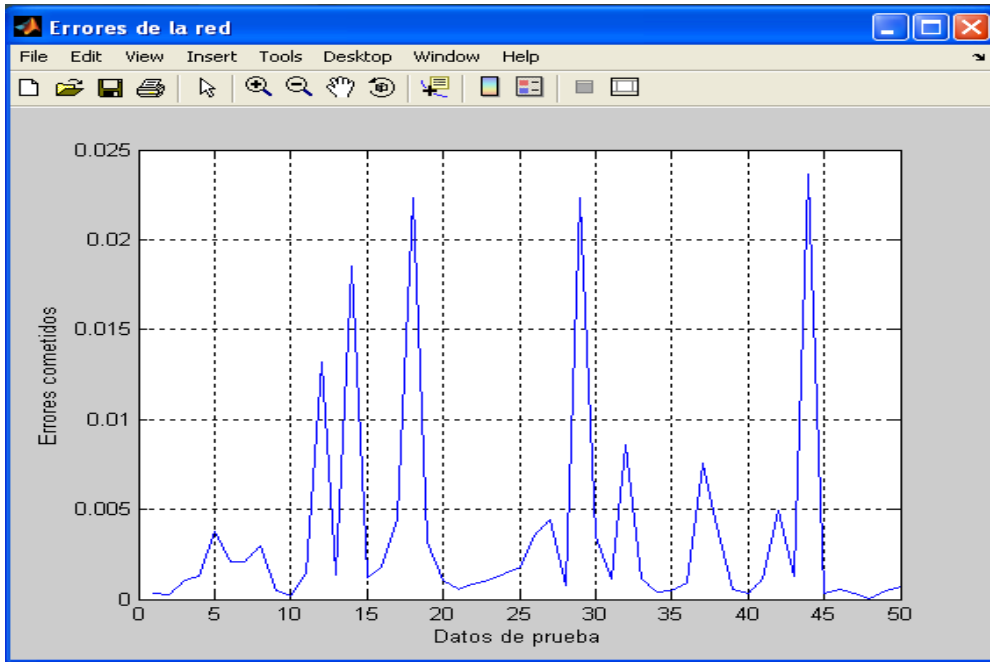 Errores de la red
File Edit View Insert Tools Desktop Window Help
0.025
0.02
0.015
0.01
0.005
0
Errores cometidos
0 5 10 15 20 25 30 35 40 45 50
Datos de prueba